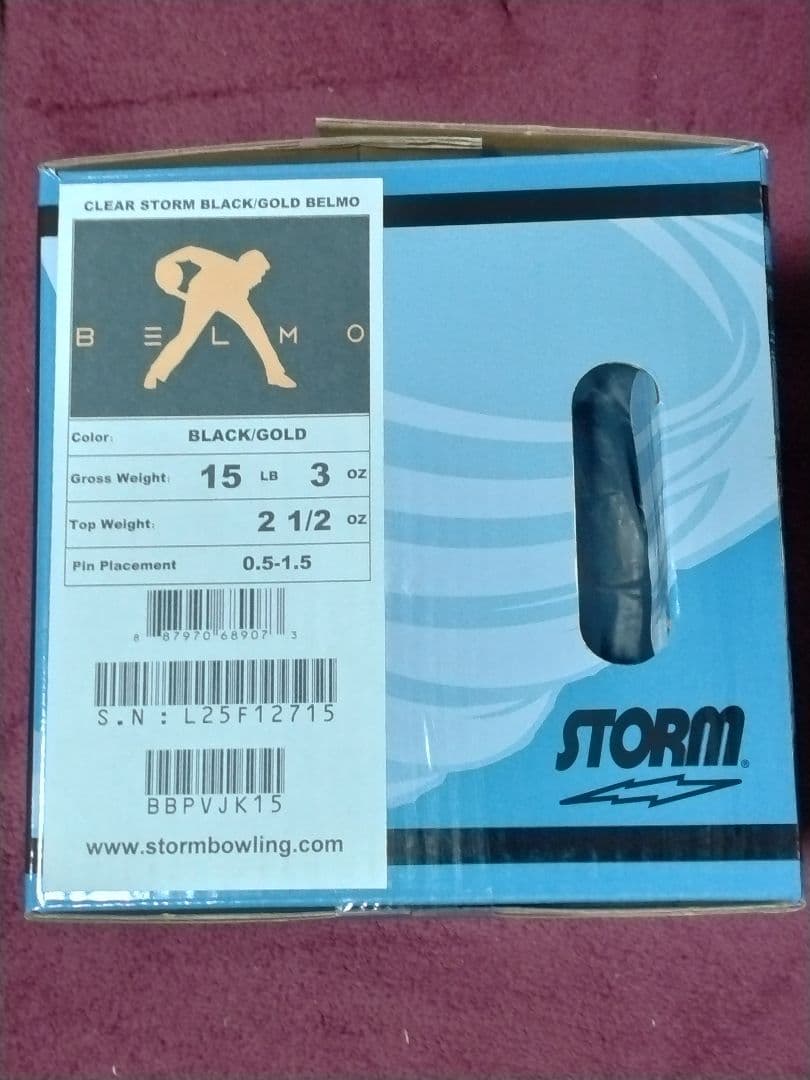 CLEAR STORM BLACK/GOLD BELMO
BELMO
Color: BLACK/GOLD
Gross Weight: 15 LB 3 OZ
Top Weight: 2 1/2 OZ
Pin Placement 0.5-1.5
8 87970 68907 3
S.N : L25F12715
BBPVJK15
www.stormbowling.com
STORM®